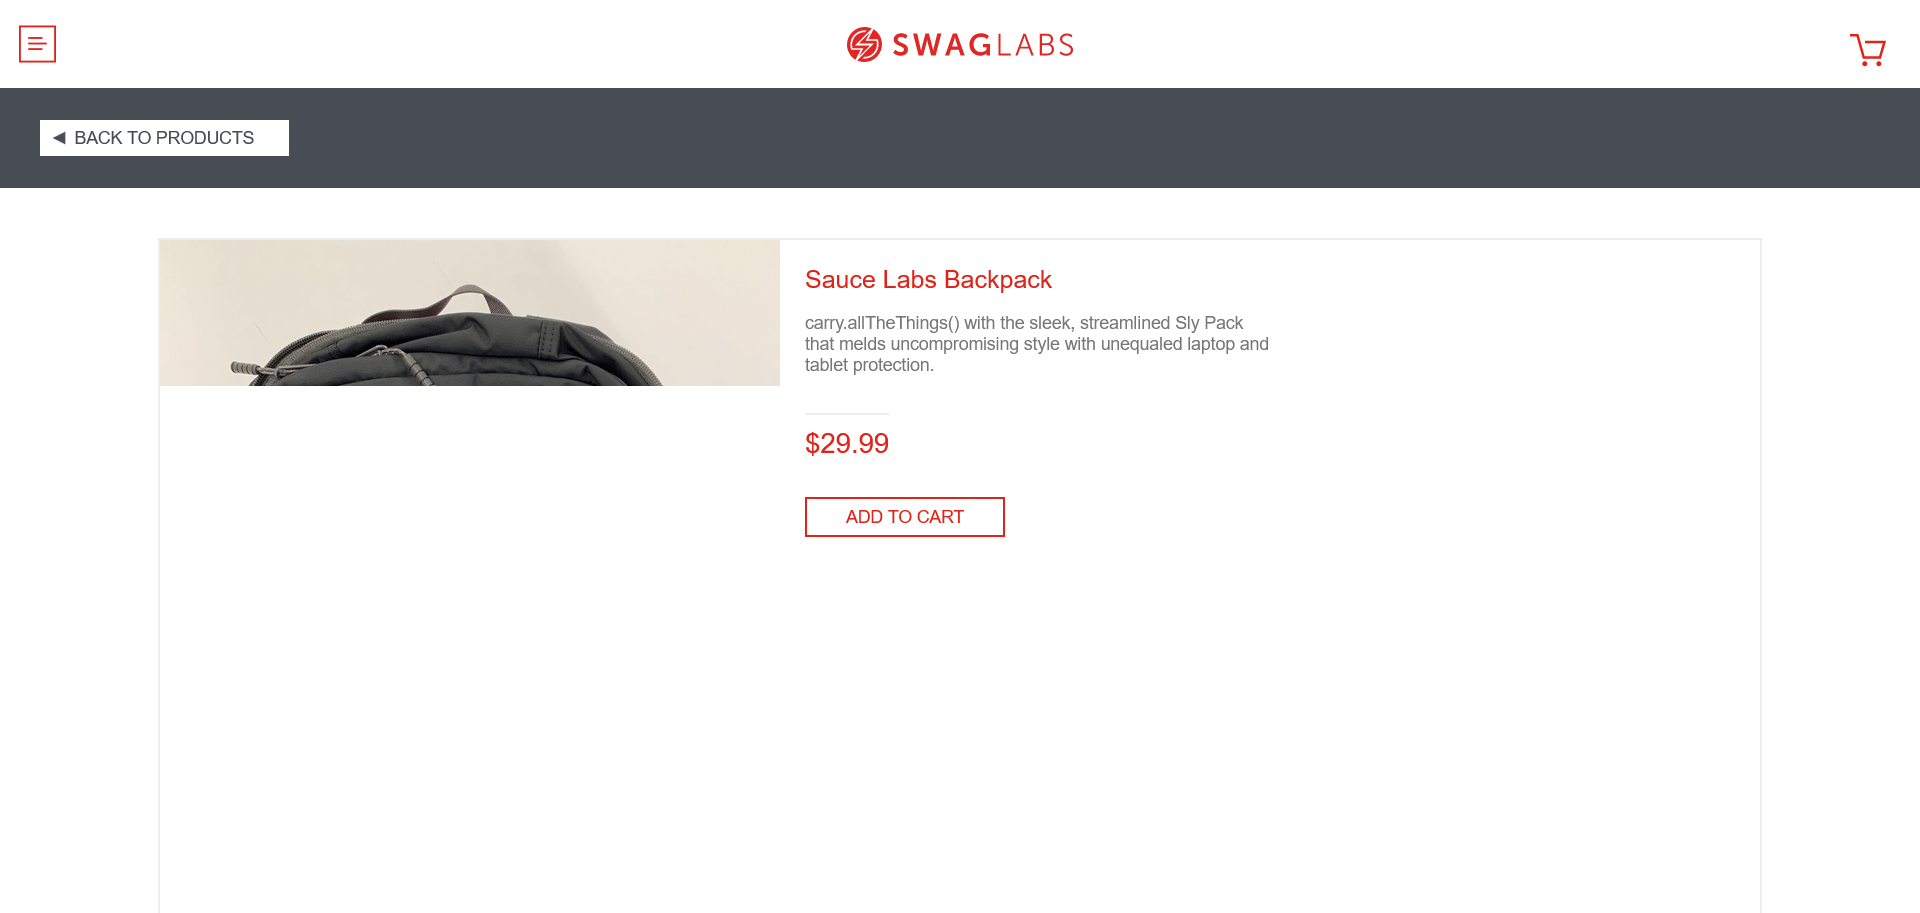 SWAGLABS
◄ BACK TO PRODUCTS
Sauce Labs Backpack
carry.allTheThings() with the sleek, streamlined Sly Pack
that melds uncompromising style with unequaled laptop and
tablet protection.
$29.99
ADD TO CART